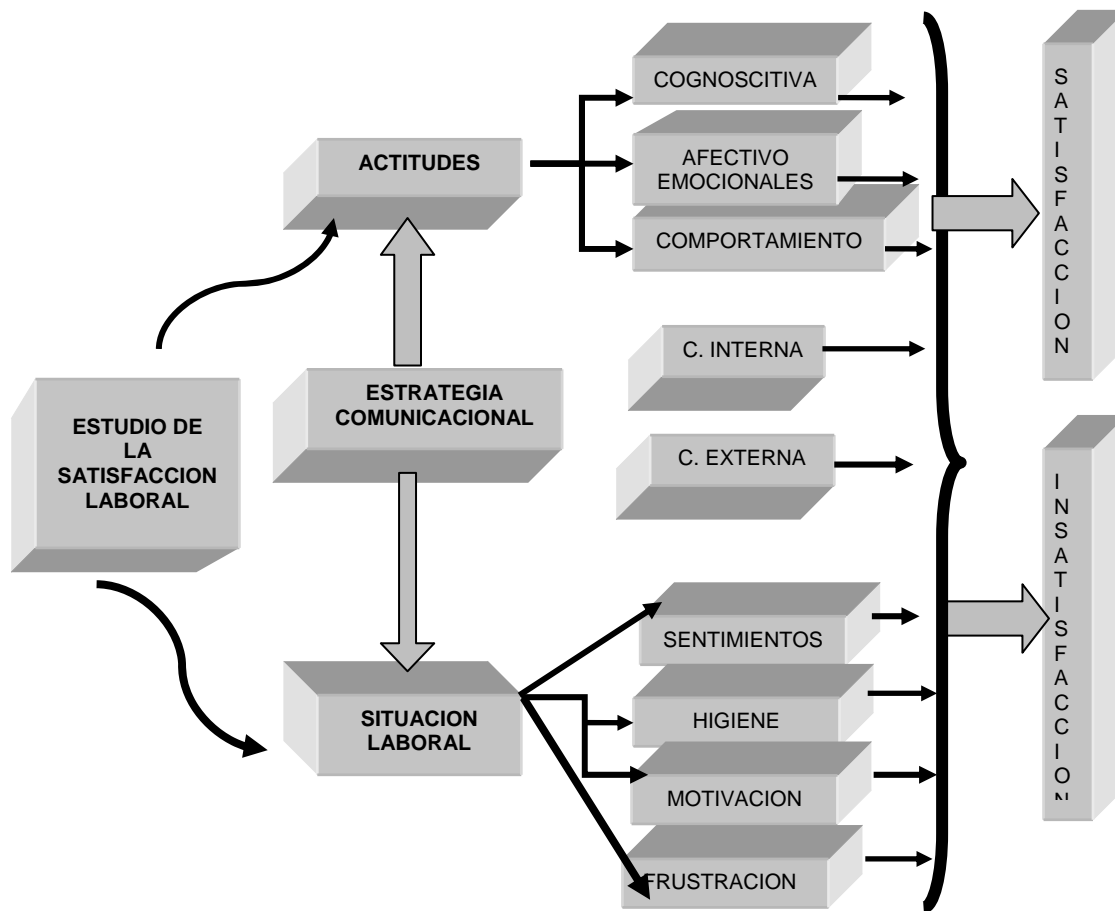 COGNOSCITIVA
ACTITUDES
AFECTIVO
EMOCIONALES
COMPORTAMIENTO
SATISFACCION
C. INTERNA
ESTRATEGIA
COMUNICACIONAL
ESTUDIO DE
LA
SATISFACCION
LABORAL
C. EXTERNA
SENTIMIENTOS
SITUACION
LABORAL
HIGIENE
MOTIVACION
FRUSTRACION
INSATISFACCCION